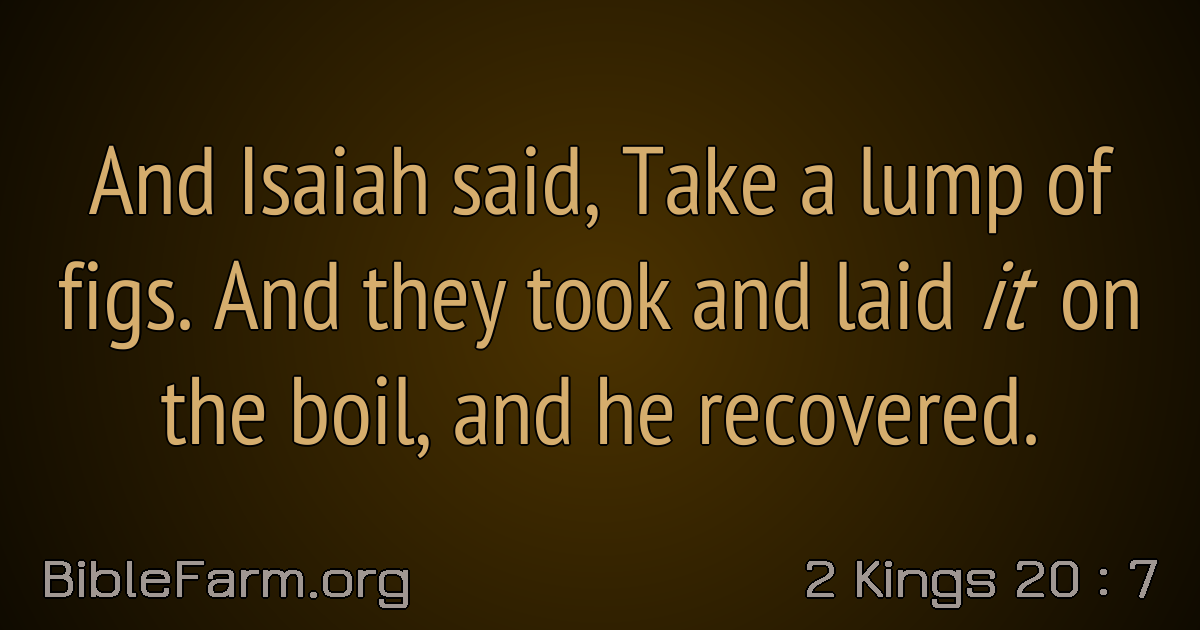 And Isaiah said, Take a lump of
figs. And they took and laid it on
the boil, and he recovered.
BibleFarm.org
2 Kings 20 : 7